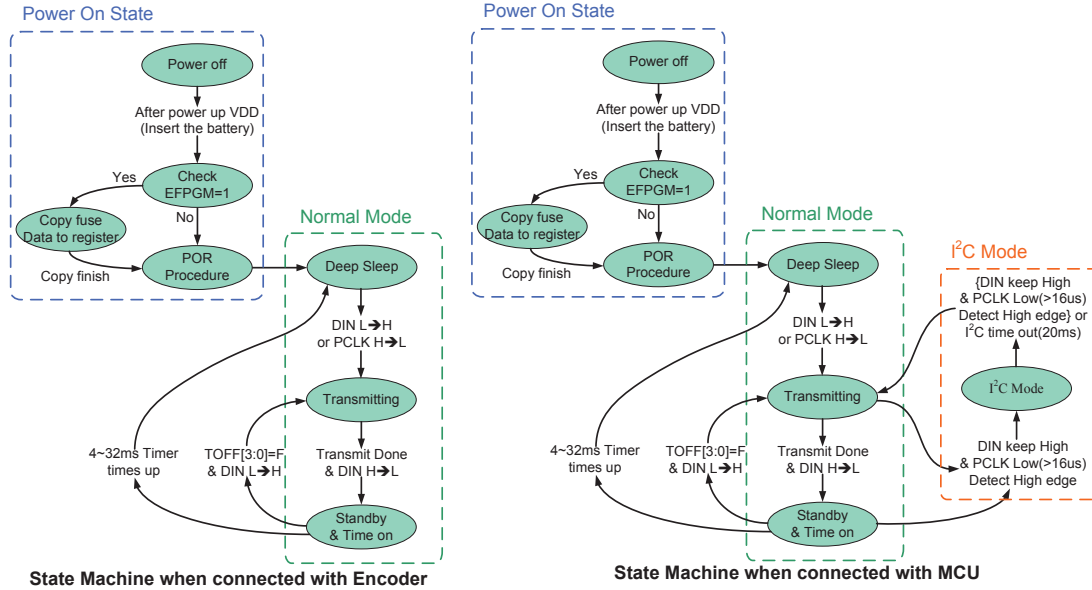 Power On State
Power off
After power up VDD
(Insert the battery)
Check
EFPGM=1
Yes
No
Copy fuse
Data to register
Copy finish
POR
Procedure
Normal Mode
Deep Sleep
DIN L➔H
or PCLK H➔L
Transmitting
4~32ms Timer
times up
TOFF[3:0]=F
& DIN L➔H
Transmit Done
& DIN H➔L
Standby
& Time on
State Machine when connected with Encoder
Power On State
Power off
After power up VDD
(Insert the battery)
Check
EFPGM=1
Yes
No
Copy fuse
Data to register
Copy finish
POR
Procedure
Normal Mode
Deep Sleep
DIN L➔H
or PCLK H➔L
Transmitting
4~32ms Timer
times up
TOFF[3:0]=F
& DIN L➔H
Transmit Done
& DIN H➔L
Standby
& Time on
I²C Mode
{DIN keep High
& PCLK Low(>16us)
Detect High edge} or
I²C time out(20ms)
I²C Mode
DIN keep High
& PCLK Low(>16us)
Detect High edge
State Machine when connected with MCU